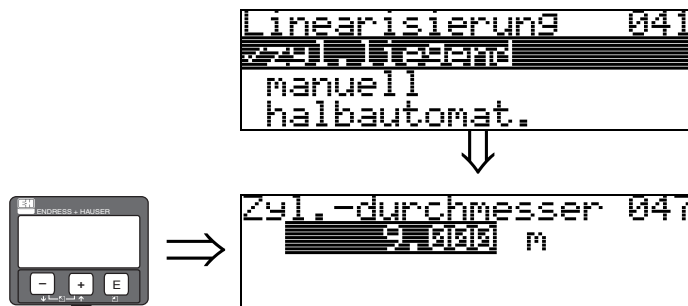 Linearisierung 041
✓zyl.liegend
manuell
halbautomat.
E+H
ENDRESS + HAUSER
- + E
Zyl.-durchmesser 047
9.000 m